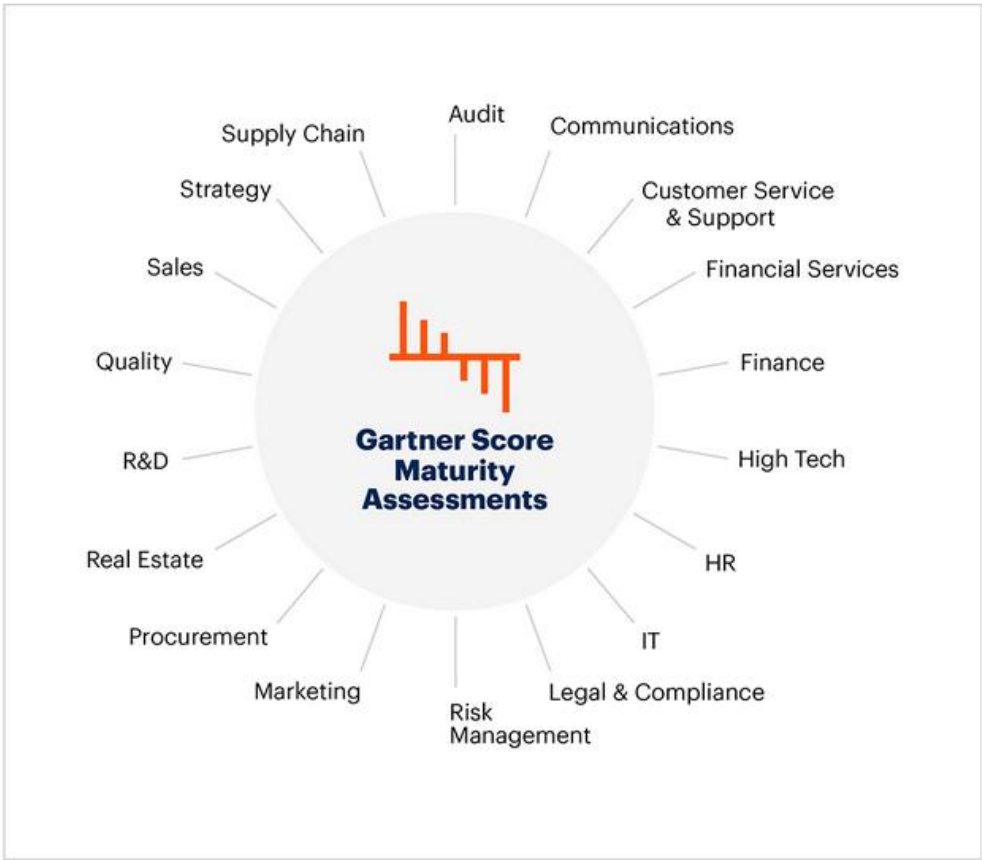 Audit
Communications
Customer Service
& Support
Financial Services
Finance
High Tech
HR
IT
Legal & Compliance
Risk
Management
Marketing
Procurement
Real Estate
R&D
Quality
Sales
Strategy
Supply Chain
Gartner Score
Maturity
Assessments